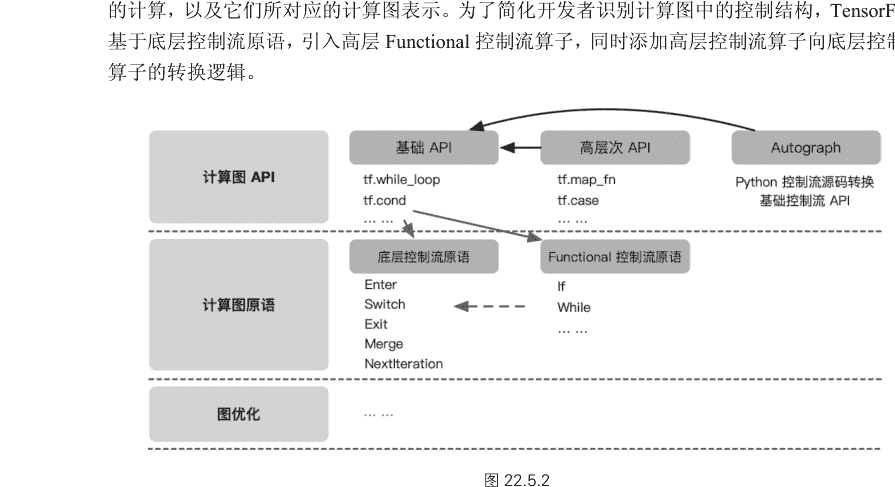 的计算，以及它们所对应的计算图表示。为了简化开发者识别计算图中的控制结构，TensorF
基于底层控制流原语，引入高层 Functional 控制流算子，同时添加高层控制流算子向底层控制
算子的转换逻辑。
计算图 API
基础 API
高层次 API
Autograph
tf.while_loop
tf.map_fn
Python 控制流源码转换
tf.cond
tf.case
基础控制流 API
... ...
... ...
计算图原语
底层控制流原语
Functional 控制流原语
Enter
If
Switch
While
Exit
... ...
Merge
NextIteration
图优化
... ...
图 22.5.2